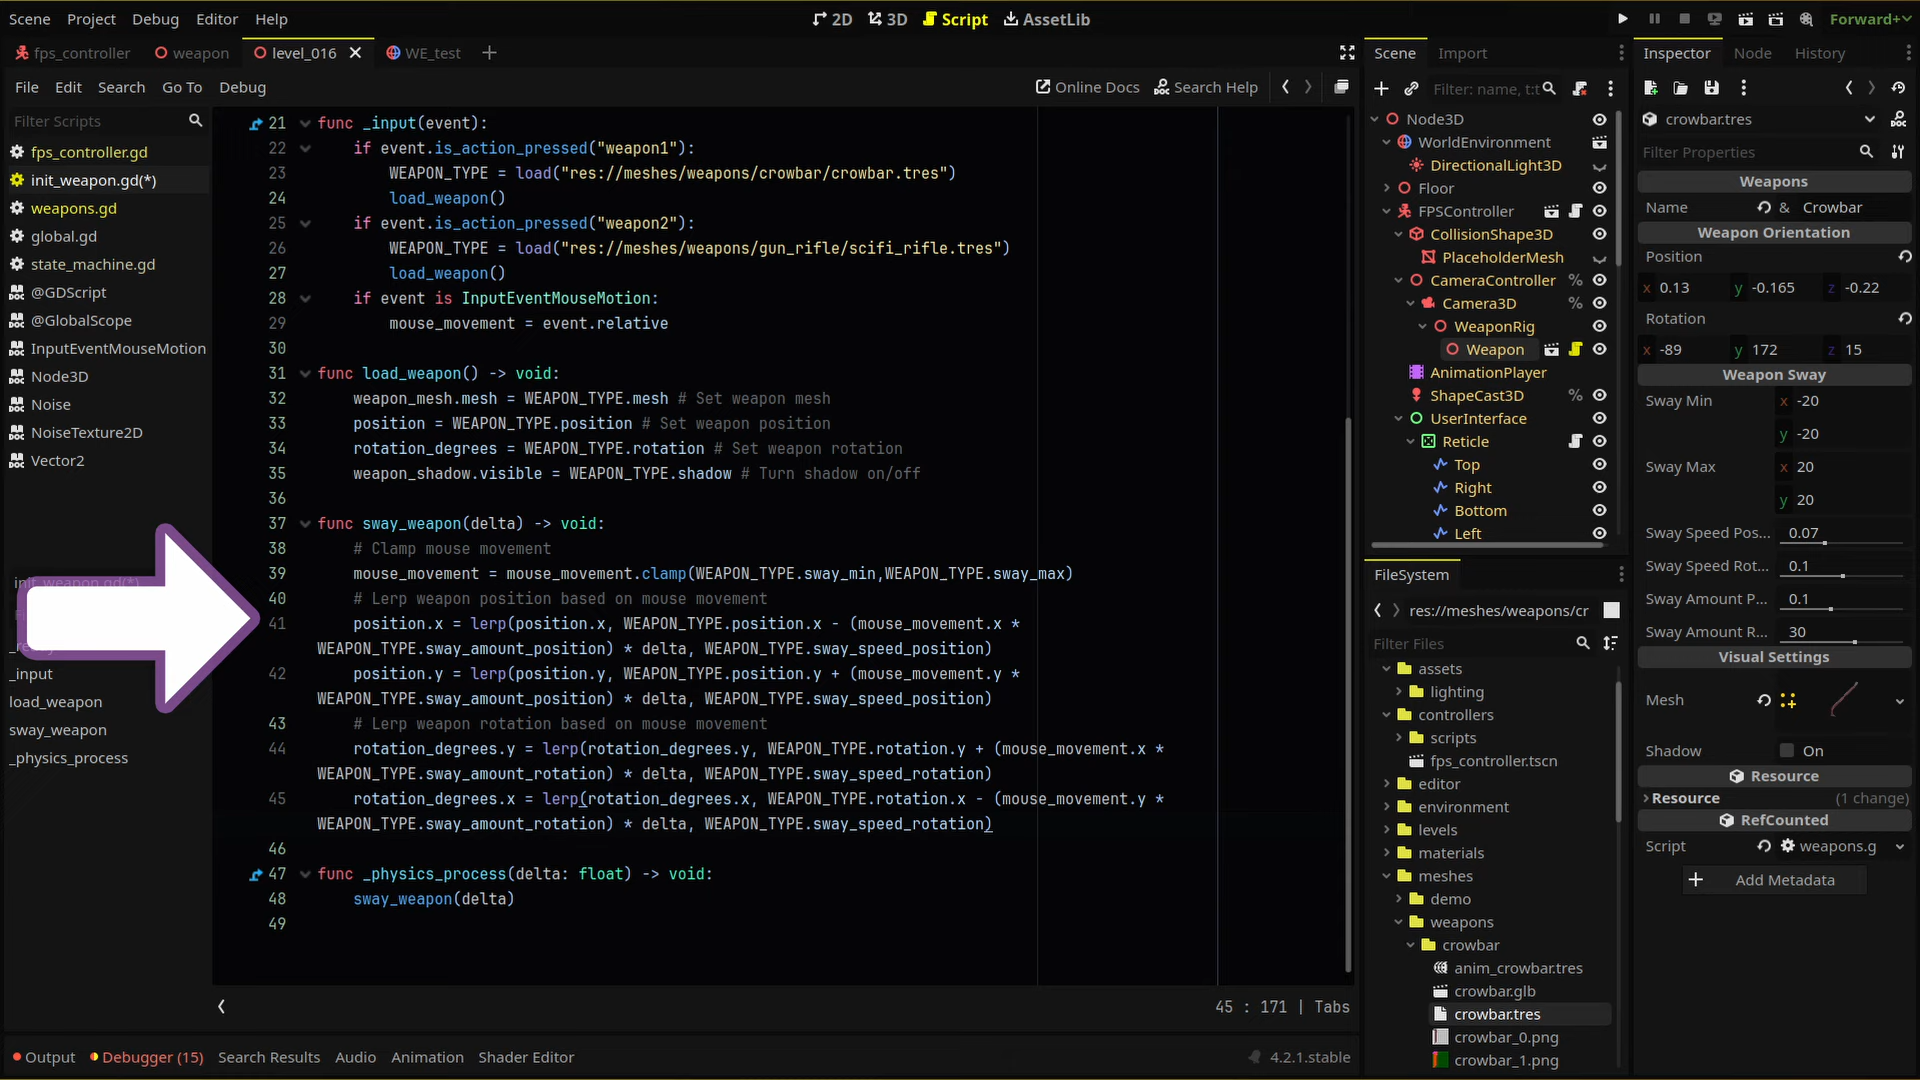 Scene Project Debug Editor Help
2D 3D Script AssetLib
Forward+
fps_controller weapon level_016 WE_test
File Edit Search Go To Debug
Online Docs Search Help
Filter Scripts
fps_controller.gd
init_weapon.gd(*)
weapons.gd
global.gd
state_machine.gd
@GDScript
@GlobalScope
InputEventMouseMotion
Node3D
Noise
NoiseTexture2D
Vector2
init_weapon.gd(*)
_input
load_weapon
sway_weapon
_physics_process
21 func _input(event):
22 if event.is_action_pressed("weapon1"):
23 WEAPON_TYPE = load("res://meshes/weapons/crowbar/crowbar.tres")
24 load_weapon()
25 if event.is_action_pressed("weapon2"):
26 WEAPON_TYPE = load("res://meshes/weapons/gun_rifle/scifi_rifle.tres")
27 load_weapon()
28 if event is InputEventMouseMotion:
29 mouse_movement = event.relative
30
31 func load_weapon() -> void:
32 weapon_mesh.mesh = WEAPON_TYPE.mesh # Set weapon mesh
33 position = WEAPON_TYPE.position # Set weapon position
34 rotation_degrees = WEAPON_TYPE.rotation # Set weapon rotation
35 weapon_shadow.visible = WEAPON_TYPE.shadow # Turn shadow on/off
36
37 func sway_weapon(delta) -> void:
38 # Clamp mouse movement
39 mouse_movement = mouse_movement.clamp(WEAPON_TYPE.sway_min,WEAPON_TYPE.sway_max)
40 # Lerp weapon position based on mouse movement
41 position.x = lerp(position.x, WEAPON_TYPE.position.x - (mouse_movement.x *
WEAPON_TYPE.sway_amount_position) * delta, WEAPON_TYPE.sway_speed_position)
42 position.y = lerp(position.y, WEAPON_TYPE.position.y + (mouse_movement.y *
WEAPON_TYPE.sway_amount_position) * delta, WEAPON_TYPE.sway_speed_position)
43 # Lerp weapon rotation based on mouse movement
44 rotation_degrees.y = lerp(rotation_degrees.y, WEAPON_TYPE.rotation.y + (mouse_movement.x *
WEAPON_TYPE.sway_amount_rotation) * delta, WEAPON_TYPE.sway_speed_rotation)
45 rotation_degrees.x = lerp(rotation_degrees.x, WEAPON_TYPE.rotation.x - (mouse_movement.y *
WEAPON_TYPE.sway_amount_rotation) * delta, WEAPON_TYPE.sway_speed_rotation)
46
47 func _physics_process(delta: float) -> void:
48 sway_weapon(delta)
49
45 : 171 | Tabs
Output Debugger (15) Search Results Audio Animation Shader Editor
4.2.1.stable
Scene Import
Filter: name, t:t
Node3D
WorldEnvironment
DirectionalLight3D
Floor
FPSController
CollisionShape3D
PlaceholderMesh
CameraController %
Camera3D %
WeaponRig
Weapon
AnimationPlayer
ShapeCast3D %
UserInterface
Reticle
Top
Right
Bottom
Left
FileSystem
res://meshes/weapons/cr
Filter Files
assets
lighting
controllers
scripts
fps_controller.tscn
editor
environment
levels
materials
meshes
demo
weapons
crowbar
anim_crowbar.tres
crowbar.glb
crowbar.tres
crowbar_0.png
crowbar_1.png
Inspector Node History
crowbar.tres
Filter Properties
Weapons
Name & Crowbar
Weapon Orientation
Position
x 0.13 y -0.165 z -0.22
Rotation
x -89 y 172 z 15
Weapon Sway
Sway Min x -20
y -20
Sway Max x 20
y 20
Sway Speed Pos... 0.07
Sway Speed Rot... 0.1
Sway Amount P... 0.1
Sway Amount R... 30
Visual Settings
Mesh
Shadow On
Resource
Resource (1 change)
RefCounted
Script weapons.g
Add Metadata